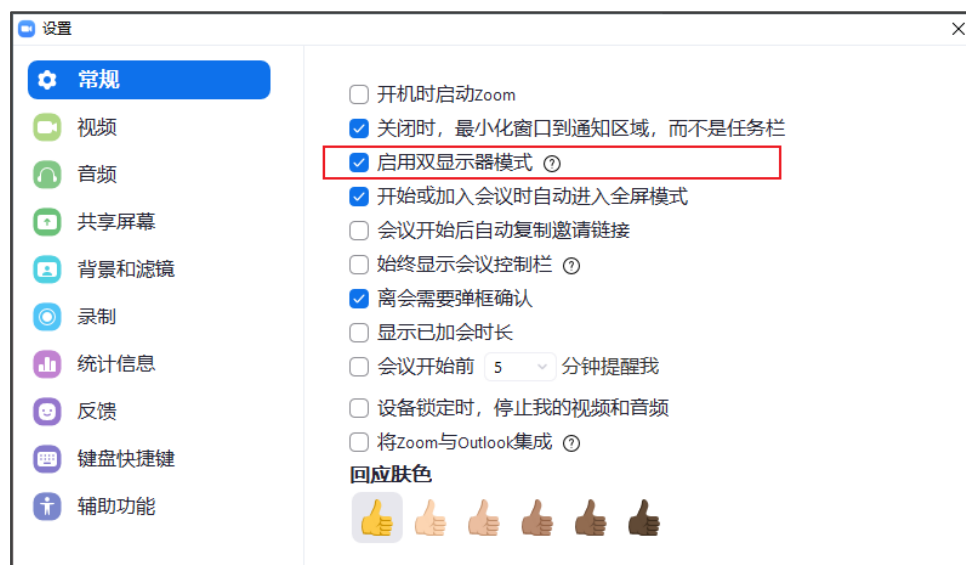 设置
常规
视频
音频
共享屏幕
背景和滤镜
录制
统计信息
反馈
键盘快捷键
辅助功能
开机时启动Zoom
关闭时，最小化窗口到通知区域，而不是任务栏
启用双显示器模式 ?
开始或加入会议时自动进入全屏模式
会议开始后自动复制邀请链接
始终显示会议控制栏 ?
离会需要弹框确认
显示已加会时长
会议开始前 5 分钟提醒我
设备锁定时，停止我的视频和音频
将Zoom与Outlook集成 ?
回应肤色